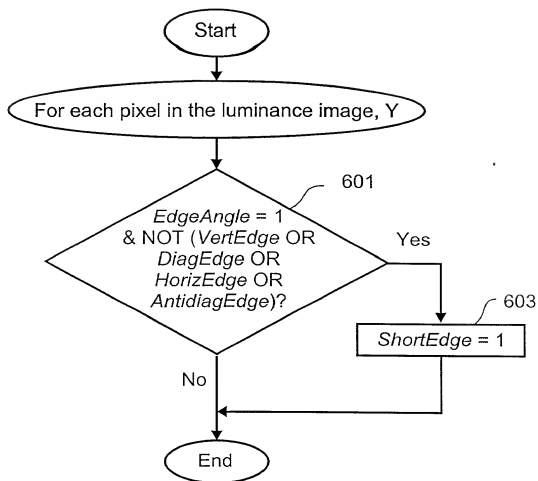 Start
For each pixel in the luminance image, Y
601
EdgeAngle = 1
& NOT (VertEdge OR
DiagEdge OR
HorizEdge OR
AntidiagEdge)?
Yes
603
ShortEdge = 1
No
End